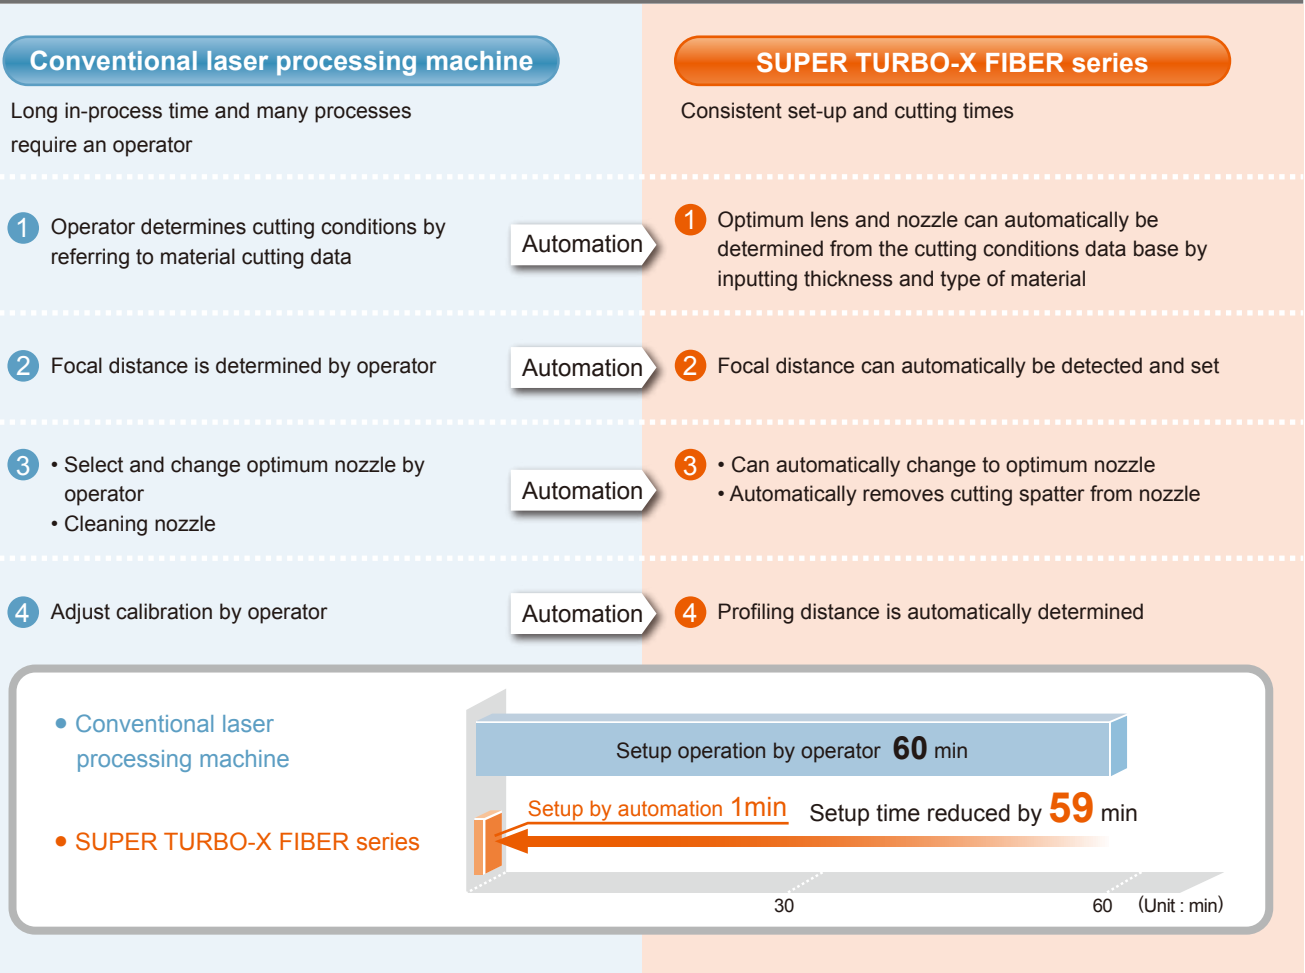 Conventional laser processing machine
Long in-process time and many processes
require an operator
SUPER TURBO-X FIBER series
Consistent set-up and cutting times
1 Operator determines cutting conditions by
referring to material cutting data
Automation
1 Optimum lens and nozzle can automatically be
determined from the cutting conditions data base by
inputting thickness and type of material
2 Focal distance is determined by operator
Automation
2 Focal distance can automatically be detected and set
3 • Select and change optimum nozzle by
operator
• Cleaning nozzle
Automation
3 • Can automatically change to optimum nozzle
• Automatically removes cutting spatter from nozzle
4 Adjust calibration by operator
Automation
4 Profiling distance is automatically determined
• Conventional laser
processing machine
Setup operation by operator 60 min
• SUPER TURBO-X FIBER series
Setup by automation 1min
Setup time reduced by 59 min
30
60
(Unit : min)